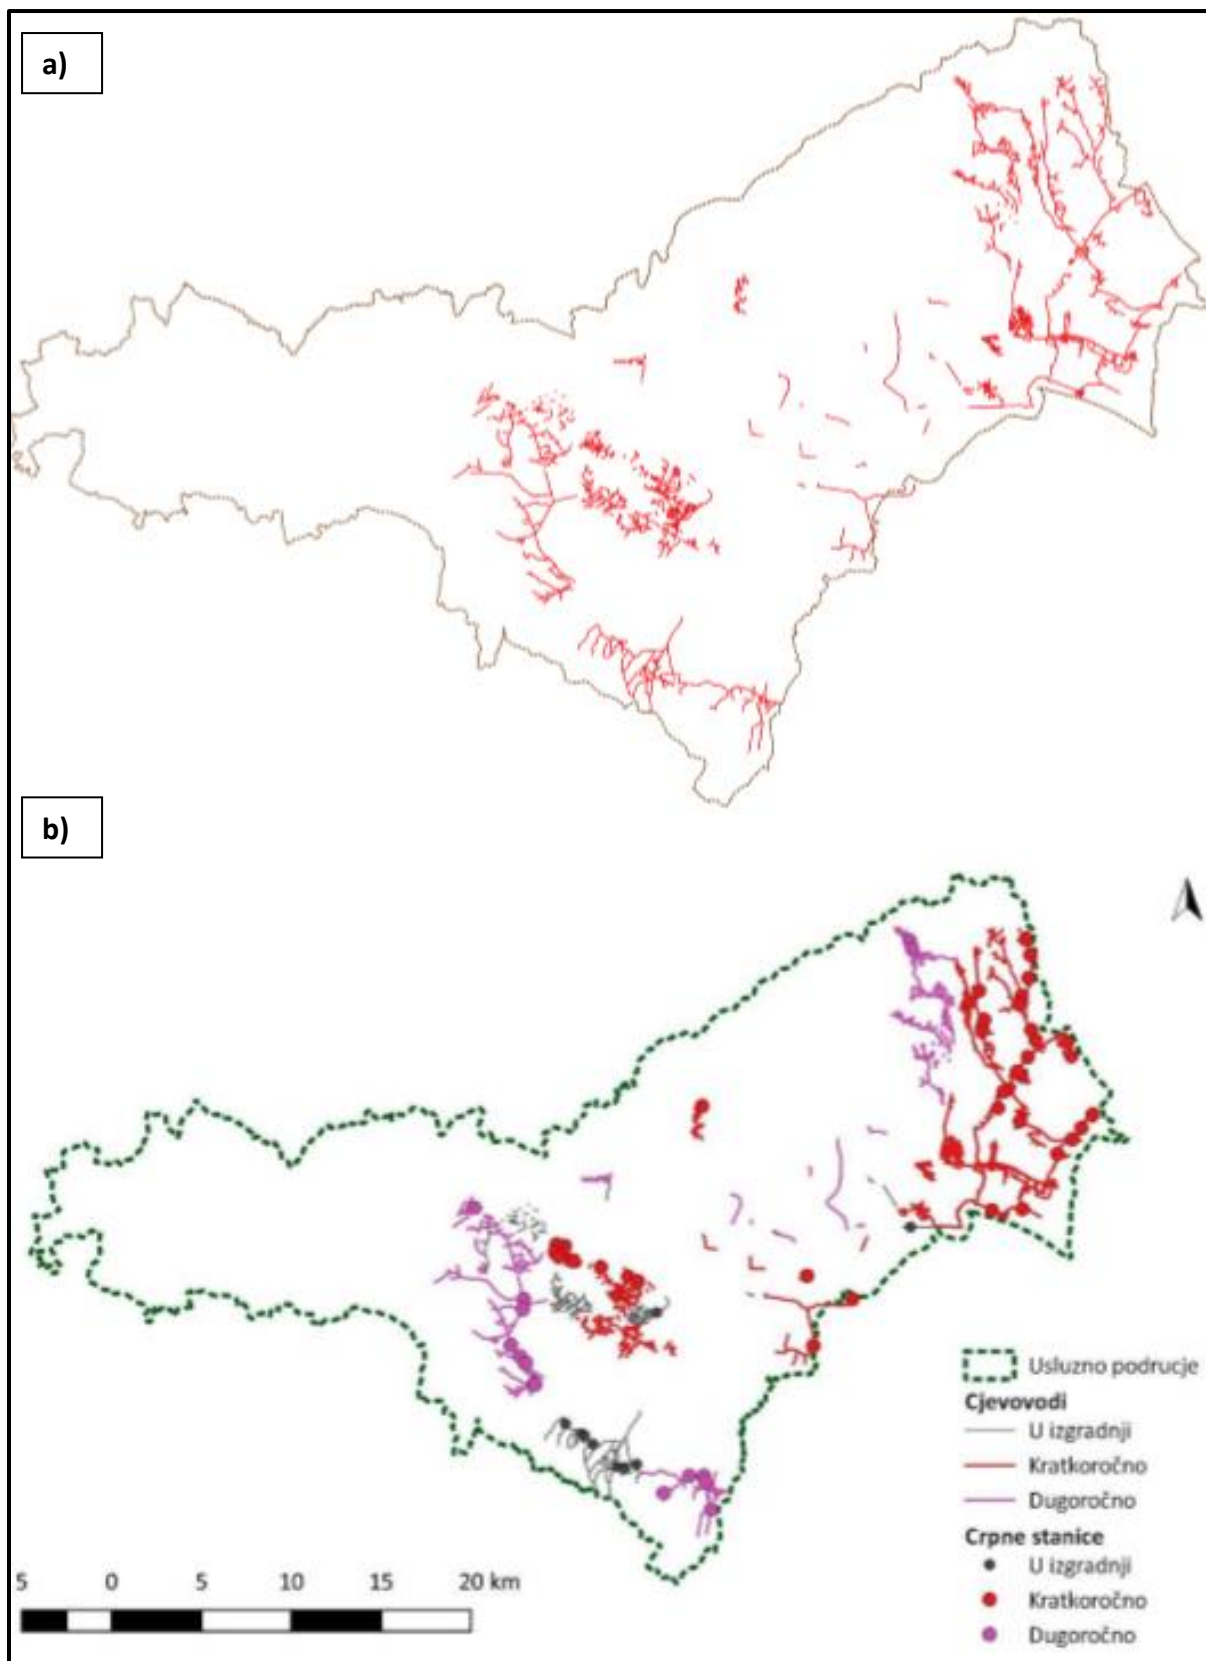 a)
b)
Usluzno podrucje
Cjevovodi
U izgradnji
Kratkoročno
Dugoročno
Crpne stanice
U izgradnji
Kratkoročno
Dugoročno
5 0 5 10 15 20 km